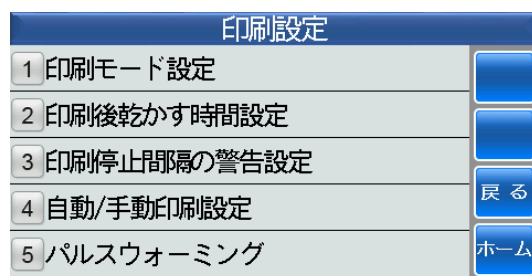 印刷設定
1 印刷モード設定
2 印刷後乾かす時間設定
3 印刷停止間隔の警告設定
4 自動/手動印刷設定
戻る
5 パルスウォーミング
ホーム